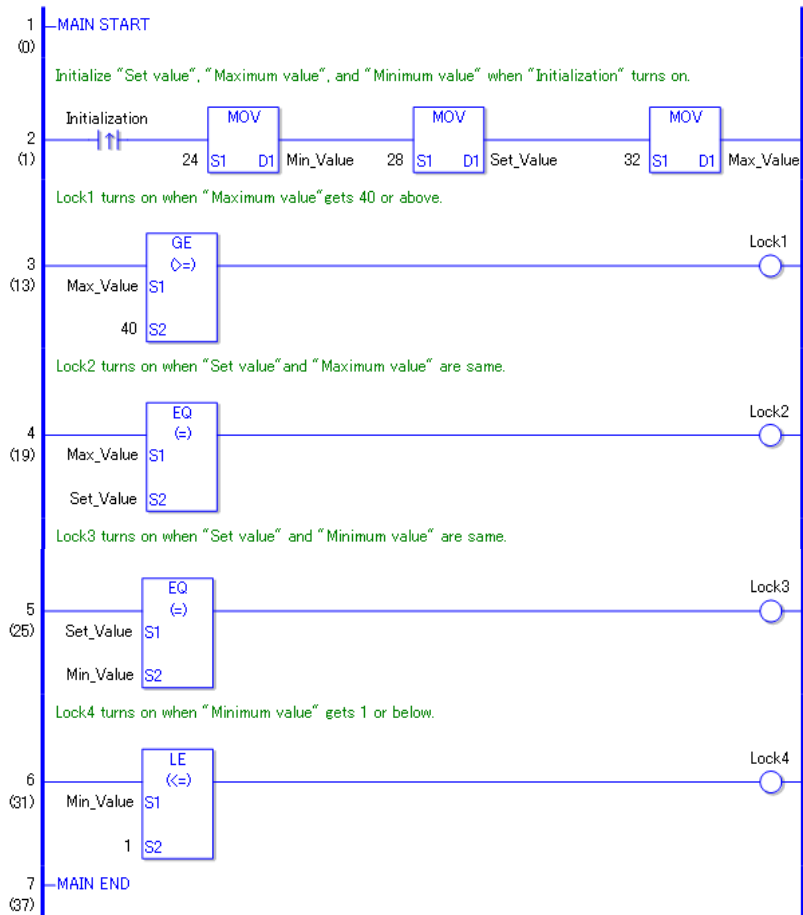 1 MAIN START
(0)
Initialize "Set value", "Maximum value", and "Minimum value" when "Initialization" turns on.
Initialization MOV MOV MOV
2
(1) 24 S1 D1 Min_Value 28 S1 D1 Set_Value 32 S1 D1 Max_Value
Lock1 turns on when "Maximum value"gets 40 or above.
GE Lock1
3 (>=)
(13) Max_Value S1
40 S2
Lock2 turns on when "Set value"and "Maximum value" are same.
EQ Lock2
4 (=)
(19) Max_Value S1
Set_Value S2
Lock3 turns on when "Set value" and "Minimum value" are same.
EQ Lock3
5 (=)
(25) Set_Value S1
Min_Value S2
Lock4 turns on when "Minimum value" gets 1 or below.
LE Lock4
6 (<=)
(31) Min_Value S1
1 S2
7 MAIN END
(37)